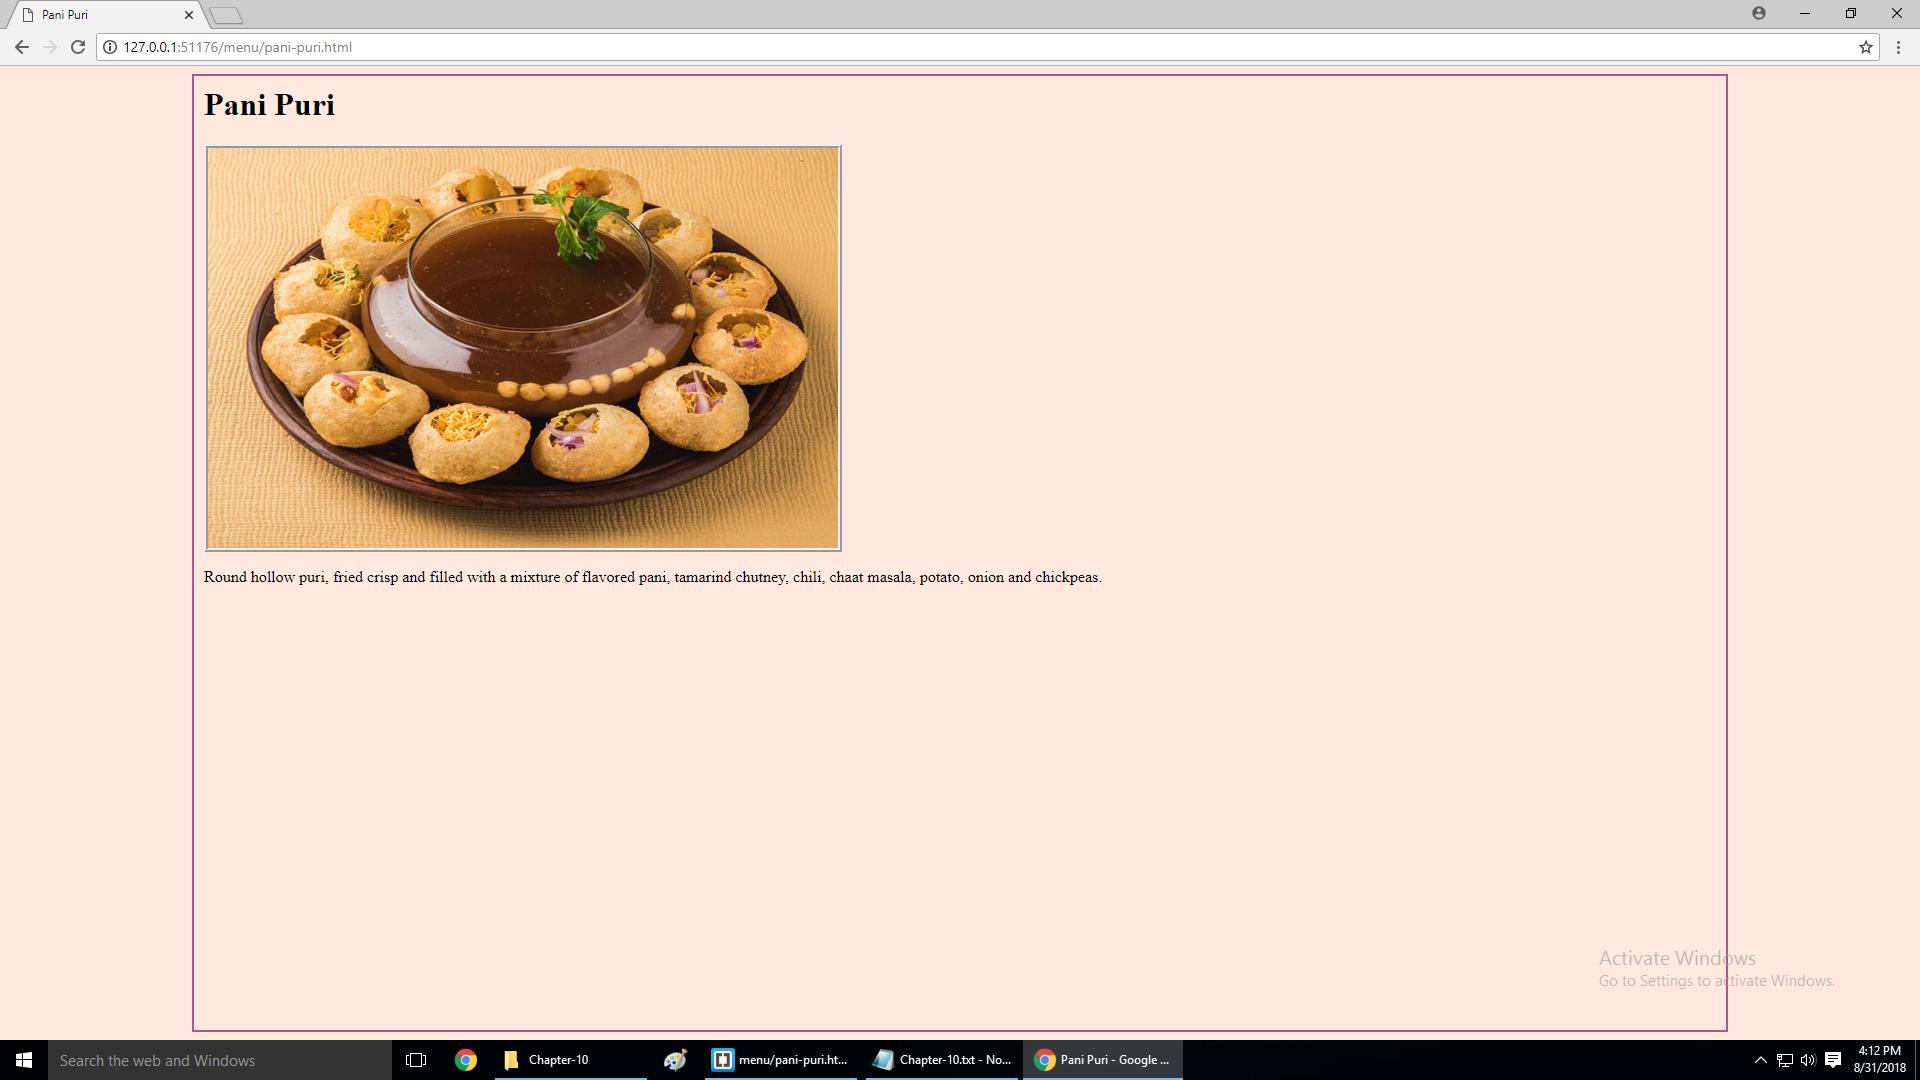 Pani Puri
127.0.0.1:51176/menu/pani-puri.html
Pani Puri
Round hollow puri, fried crisp and filled with a mixture of flavored pani, tamarind chutney, chili, chaat masala, potato, onion and chickpeas.
Activate Windows
Go to Settings to activate Windows.
Search the web and Windows
Chapter-10
menu/pani-puri.ht...
Chapter-10.txt - No...
Pani Puri - Google ...
4:12 PM
8/31/2018